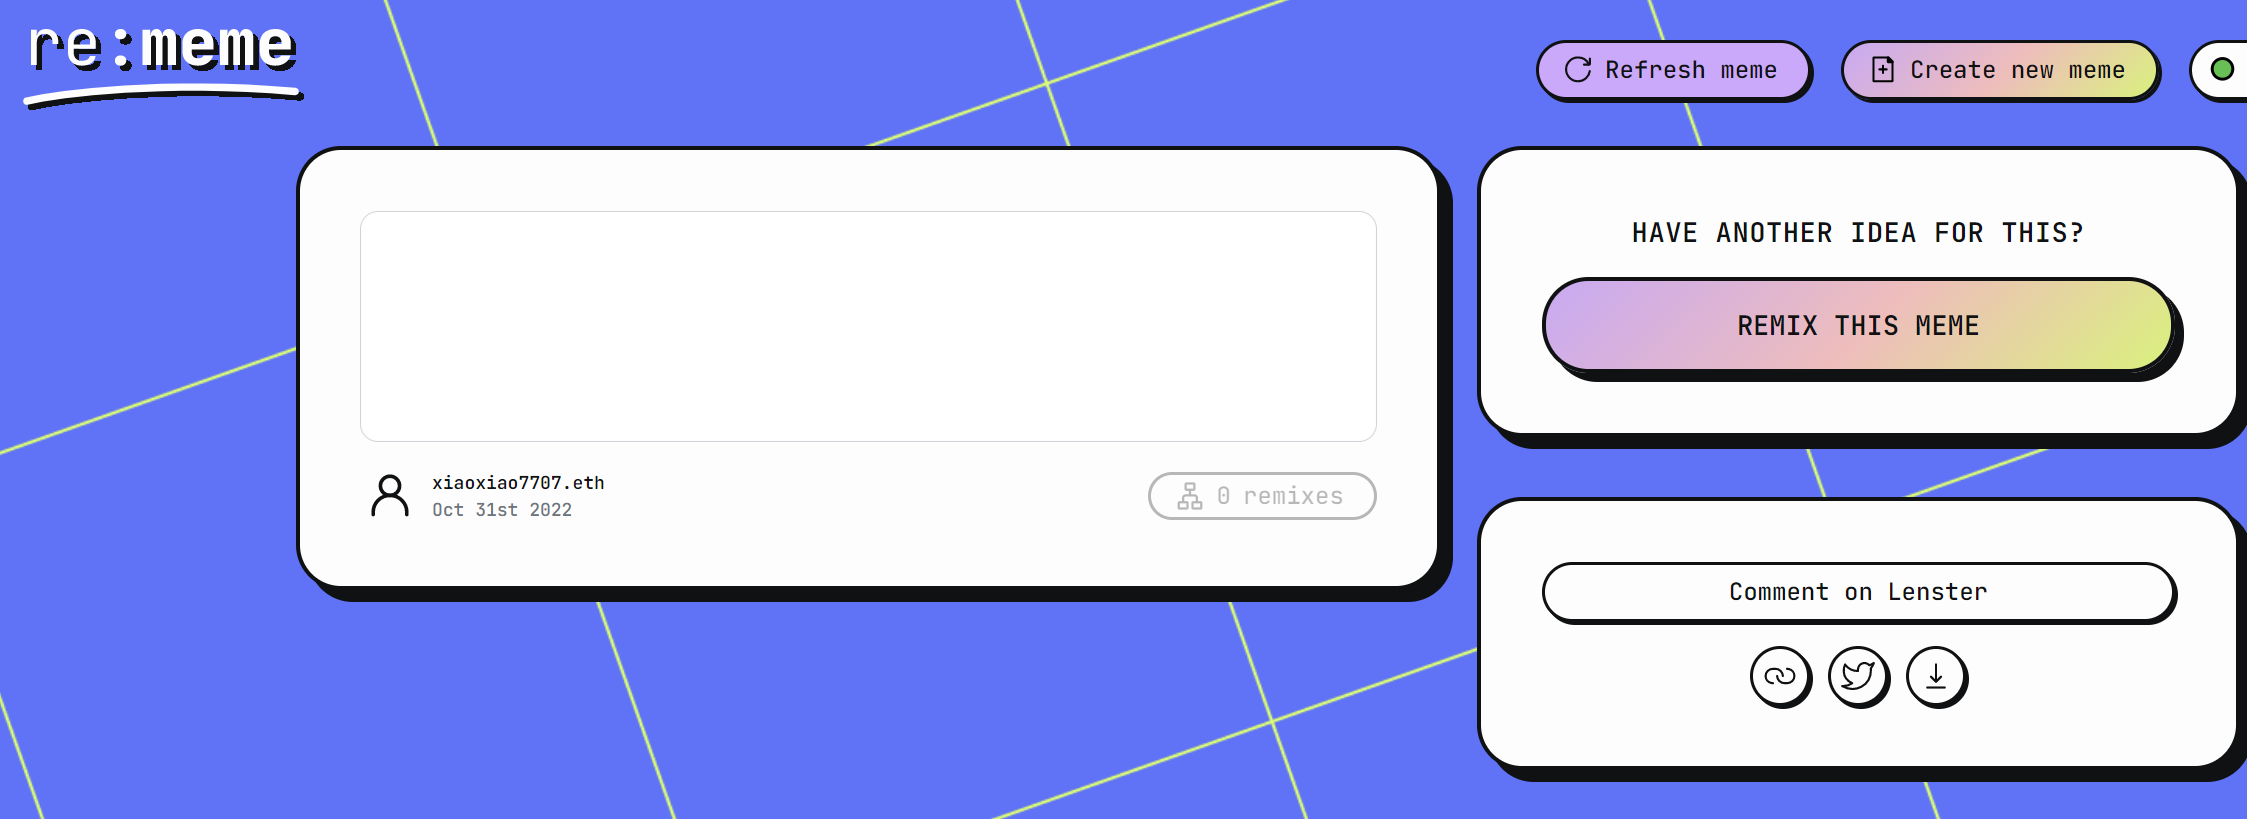 re:meme
Refresh meme
Create new meme
HAVE ANOTHER IDEA FOR THIS?
REMIX THIS MEME
xiaoxiao7707.eth
Oct 31st 2022
0 remixes
Comment on Lenster